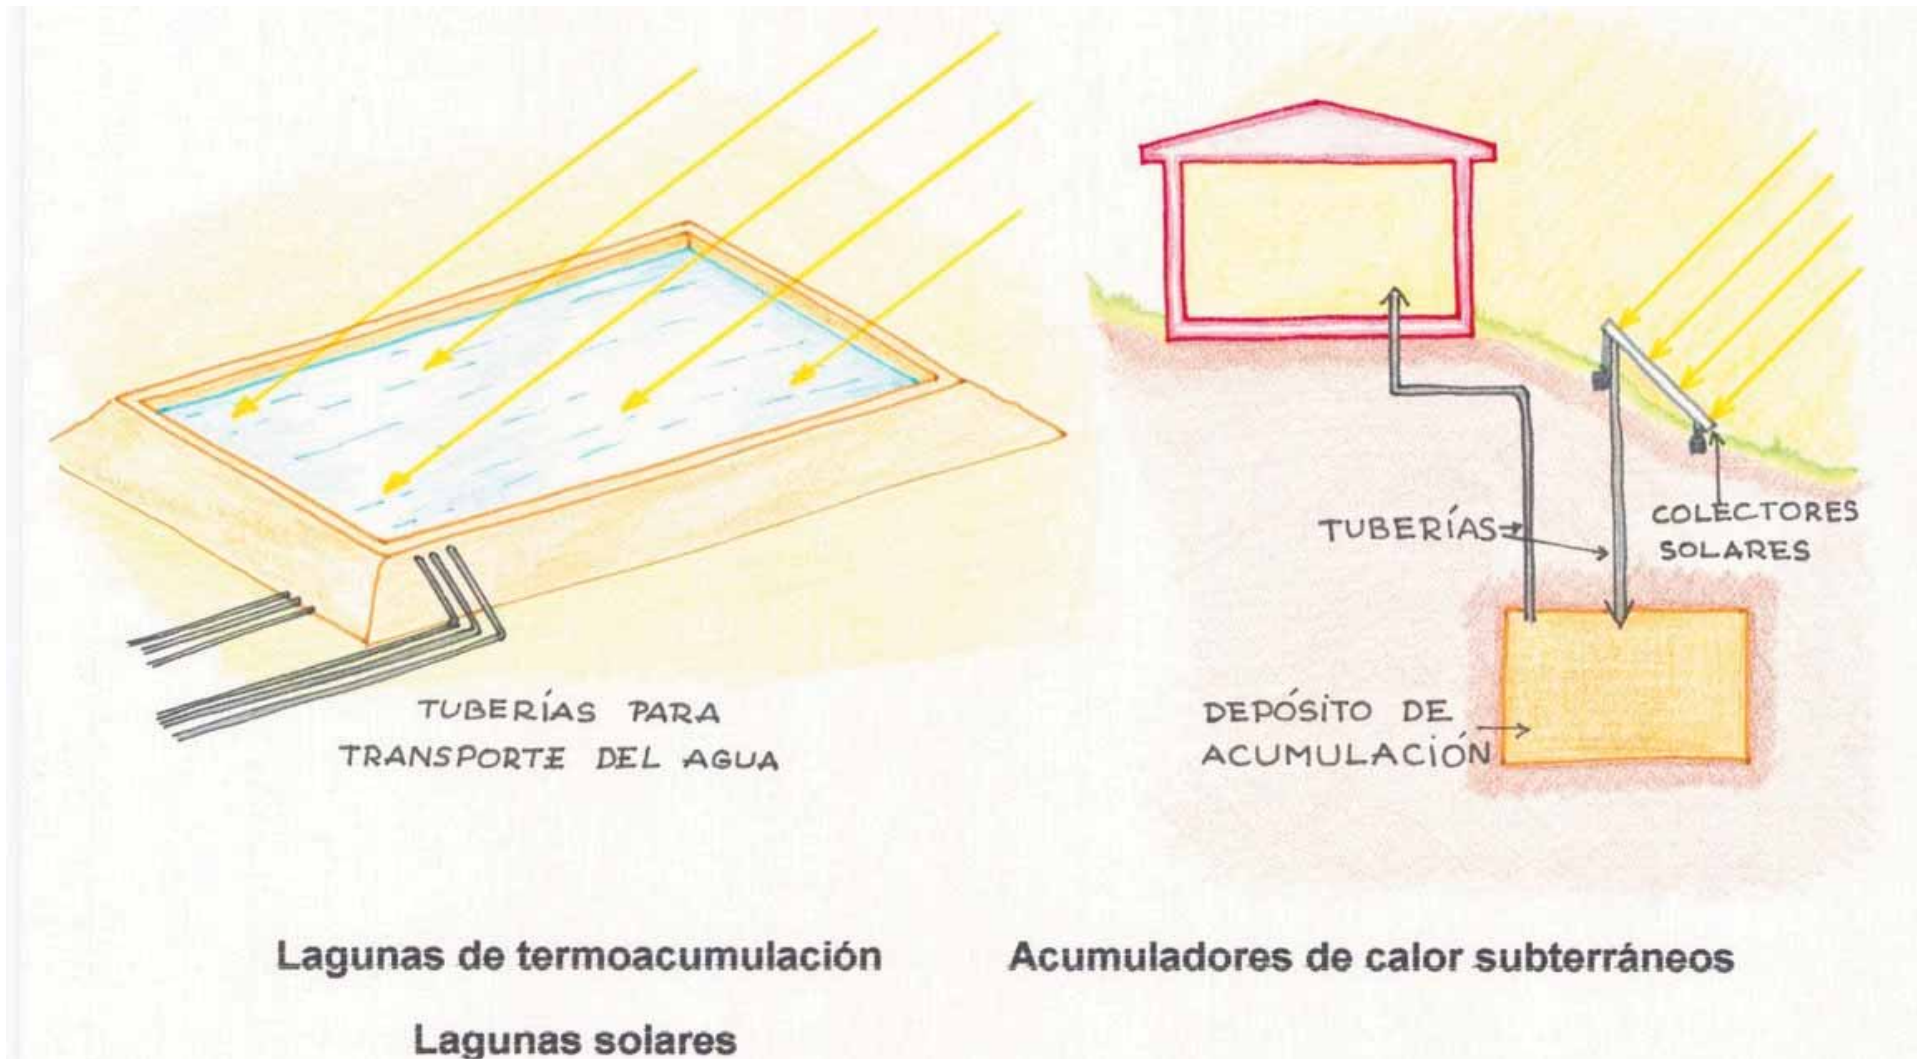 TUBERÍAS PARA
TRANSPORTE DEL AGUA
TUBERÍAS
COLECTORES
SOLARES
DEPÓSITO DE
ACUMULACIÓN
Lagunas de termoacumulación
Acumuladores de calor subterráneos
Lagunas solares